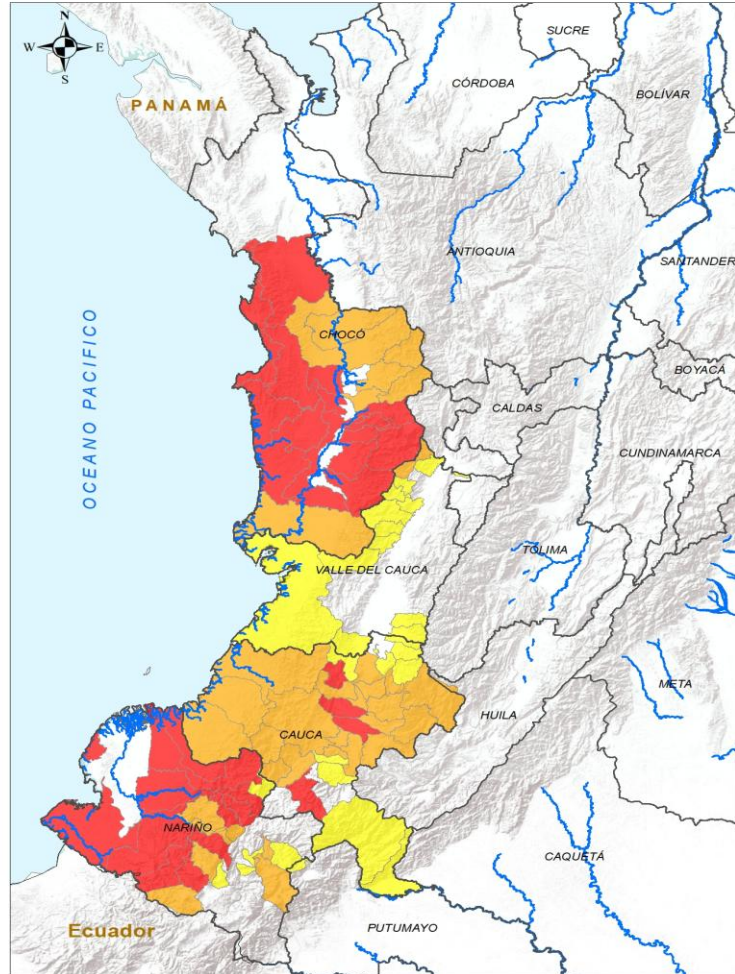 N
W E
S
SUCRE
CÓRDOBA
BOLÍVAR
PANAMÁ
ANTIOQUIA
SANTANDER
OCEANO PACIFICO
CHOCÓ
BOYACÁ
CALDAS
CUNDINAMARCA
TOLIMA
VALLE DEL CAUCA
META
HUILA
CAUCA
NARIÑO
CAQUETÁ
PUTUMAYO
Ecuador